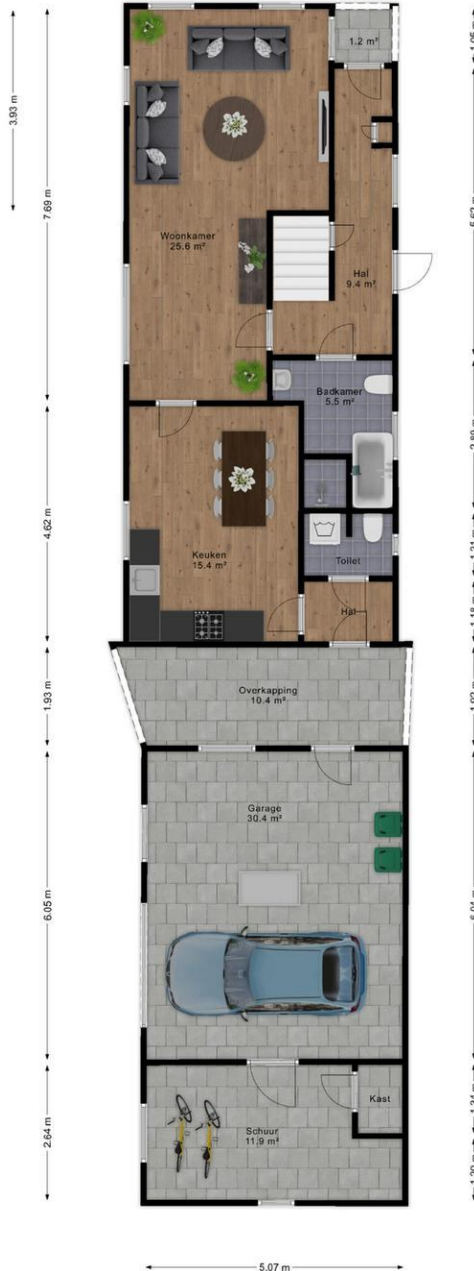 1.2 m²
3.93 m
7.69 m
Woonkamer
25.6 m²
Hal
9.4 m²
Badkamer
5.5 m²
4.62 m
Keuken
15.4 m²
Toilet
Hal
1.93 m
Overkapping
10.4 m²
Garage
30.4 m²
6.05 m
Kast
2.64 m
Schuur
11.9 m²
5.07 m